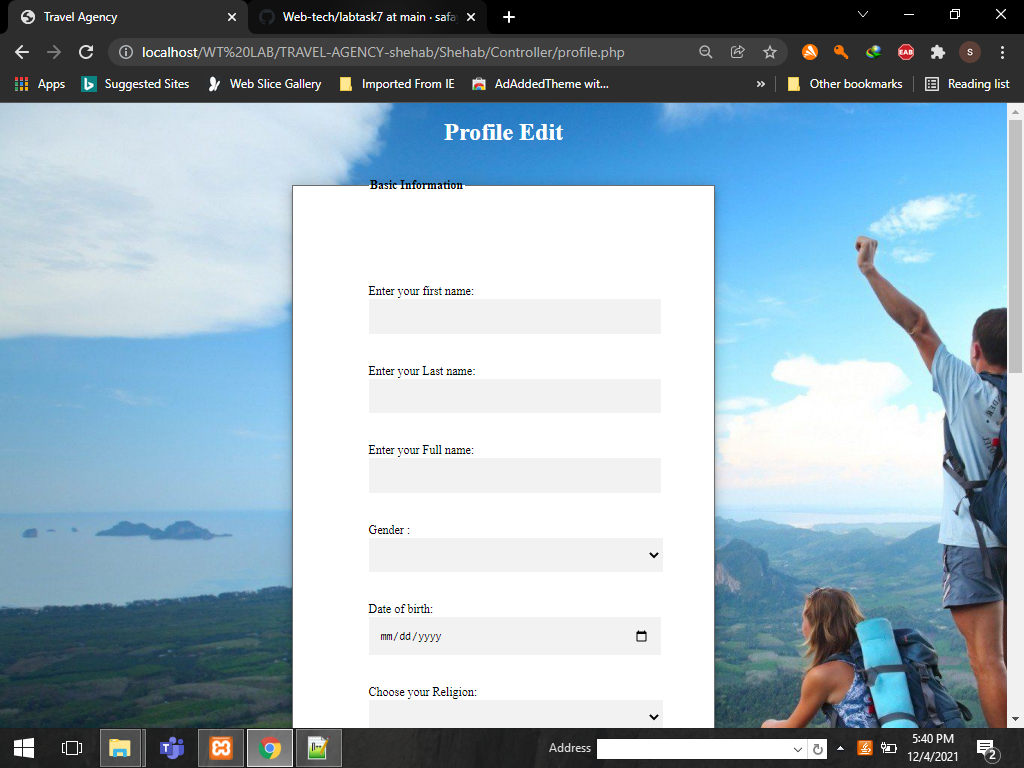 Travel Agency
Web-tech/labtask7 at main · safa
localhost/WT%20LAB/TRAVEL-AGENCY-shehab/Shehab/Controller/profile.php
EAB
S
Apps
Suggested Sites
Web Slice Gallery
Imported From IE
AdAddedTheme wit...
»
Other bookmarks
Reading list
Profile Edit
Basic Information
Enter your first name:
Enter your Last name:
Enter your Full name:
Gender :
Date of birth:
mm/dd/yyyy
Choose your Religion:
Address
5:40 PM
12/4/2021
2